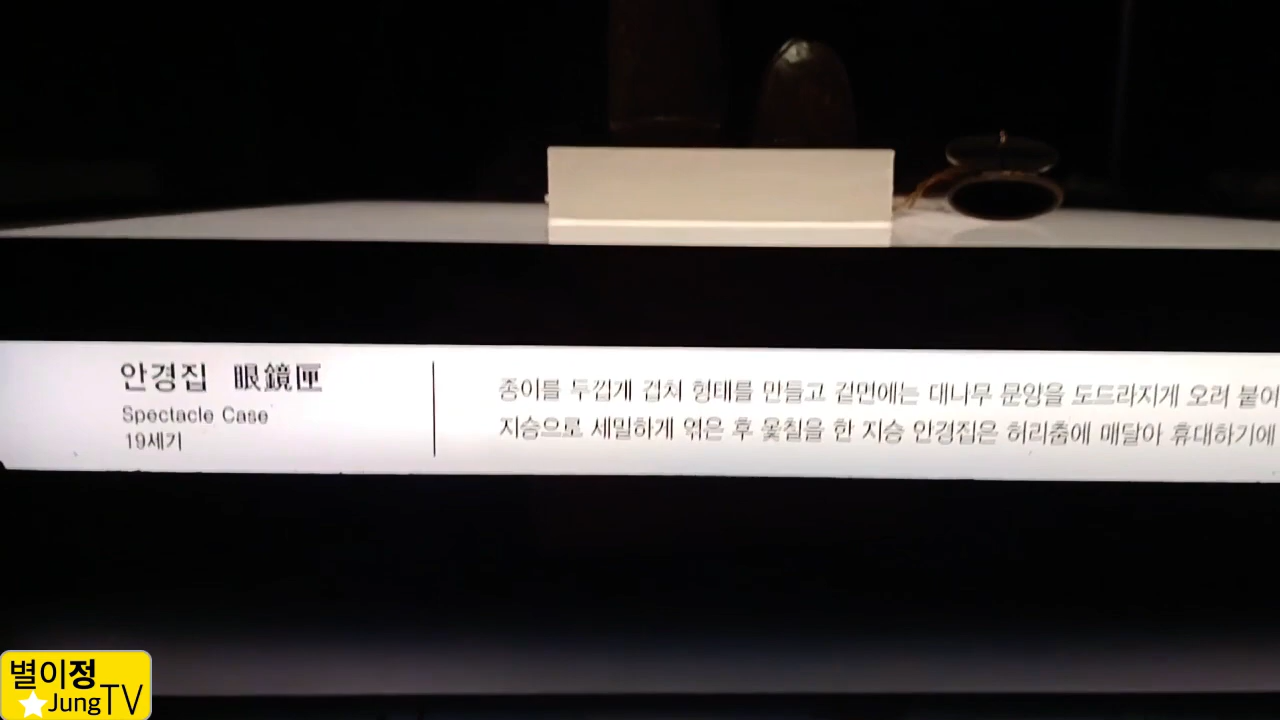 안경집 眼鏡匣
Spectacle Case
19세기
종이를 두껍게 겹쳐 형태를 만들고 겉면에는 대나무 문양을 도드라지게 오려 붙여
지승으로 세밀하게 엮은 후 옻칠을 한 지승 안경집은 허리춤에 매달아 휴대하기에
별이정
JungTV